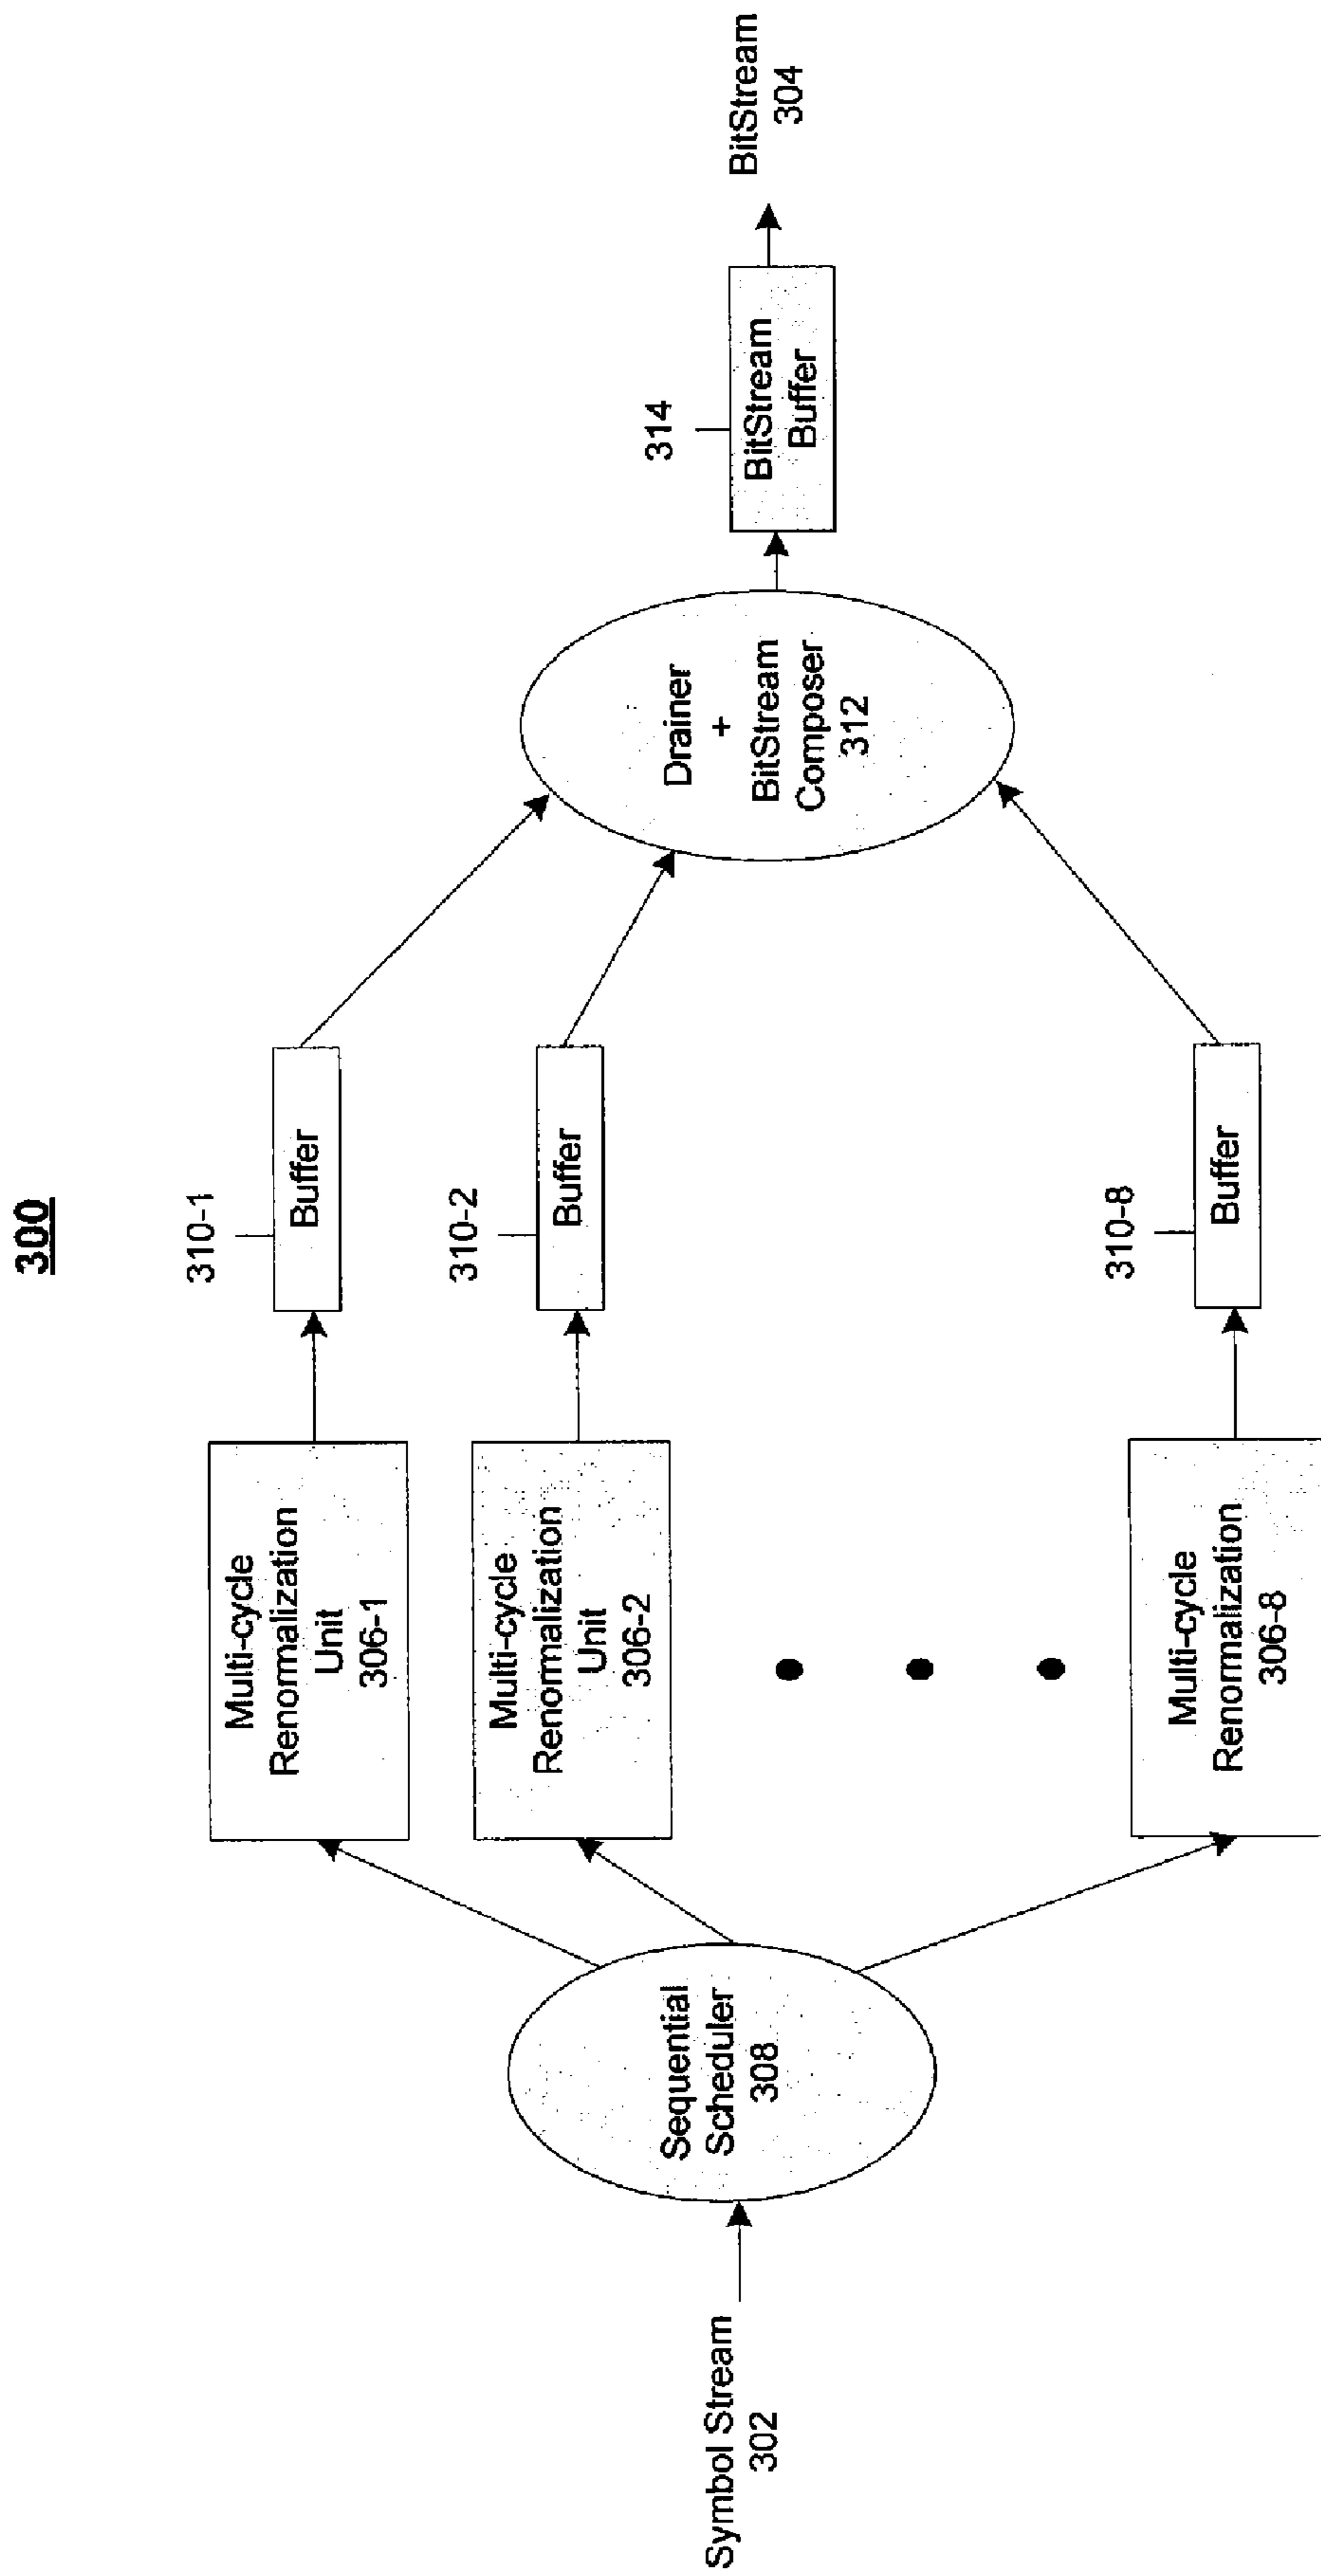 300
Symbol Stream
302
Sequential
Scheduler
308
Multi-cycle
Renormalization
Unit
306-1
310-1
Buffer
Multi-cycle
Renormalization
Unit
306-2
310-2
Buffer
Multi-cycle
Renormalization
306-8
310-8
Buffer
Drainer
+
BitStream
Composer
312
314
BitStream
Buffer
BitStream
304